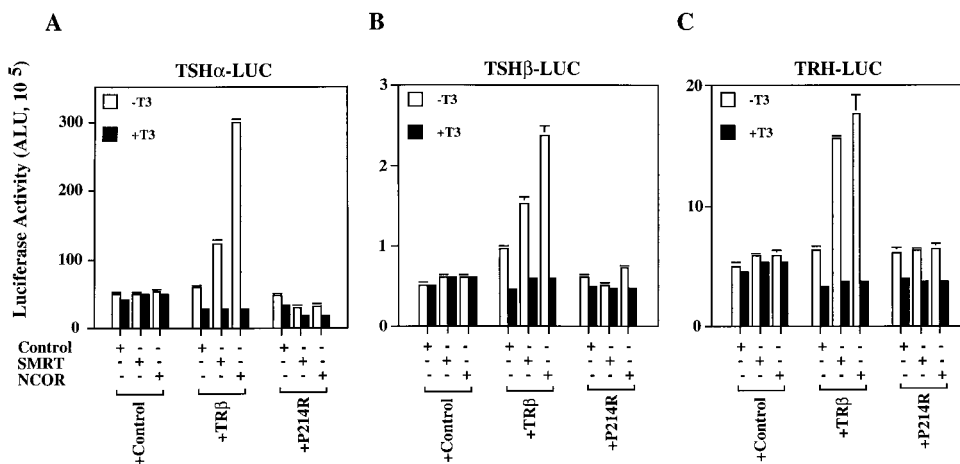 A
B
C
TSHα-LUC
TSHβ-LUC
TRH-LUC
Luciferase Activity (ALU, 10 5)
300
200
100
0
-T3
+T3
3
2
1
0
-T3
+T3
20
10
0
-T3
+T3
Control + - - + - - + - -
SMRT - + - - + - - + -
NCOR - - + - - + - - +
+ - - + - - + - -
- + - - + - - + -
- - + - - + - - +
+ - - + - - + - -
- + - - + - - + -
- - + - - + - - +
+Control
+TRβ
+P214R
+Control
+TRβ
+P214R
+Control
+TRβ
+P214R